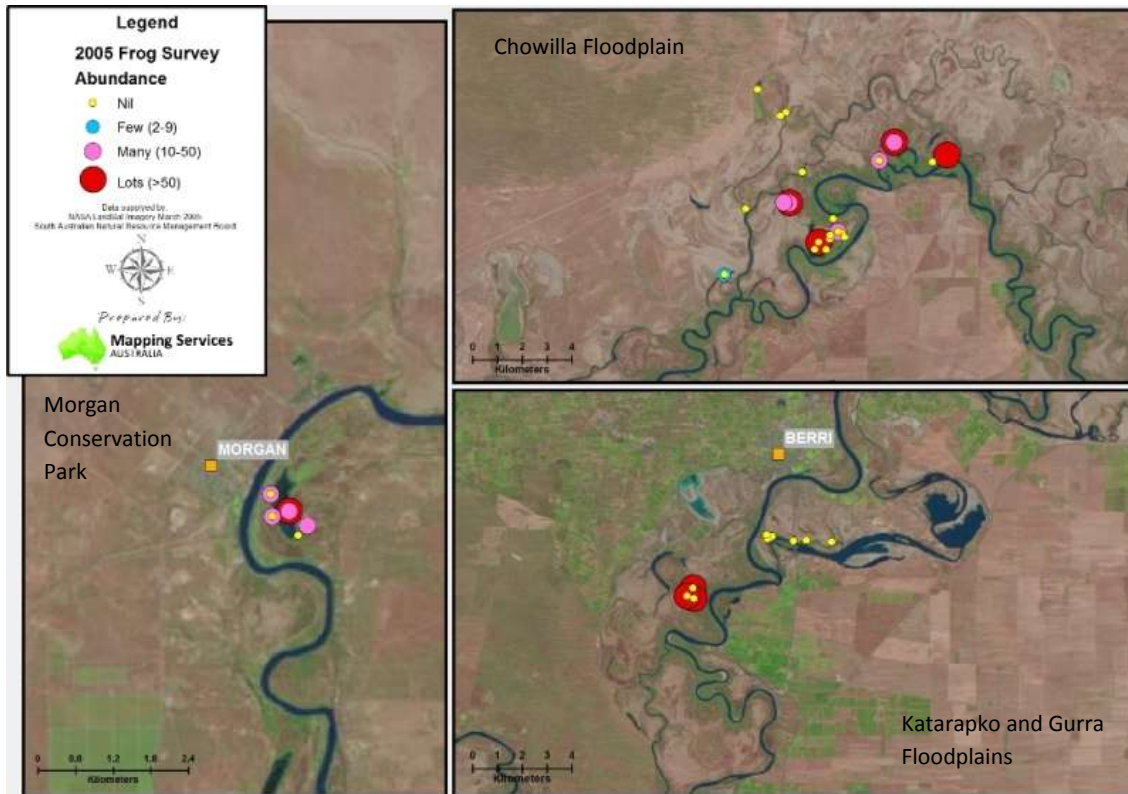 Legend
2005 Frog Survey
Abundance
Nil
Few (2-9)
Many (10-50)
Lots (>50)
Data supplyed by:
NASA Landsat Imagery March 2005
South Australian Natural Resource Management Board
N
W E
S
Prepared By:
Mapping Services
AUSTRALIA
Chowilla Floodplain
0 1 2 4
Kilometers
Morgan
Conservation
Park
MORGAN
0 0.6 1.2 1.8 2.4
Kilometers
BERRI
Katarapko and Gurra
Floodplains
0 1 2 4
Kilometers